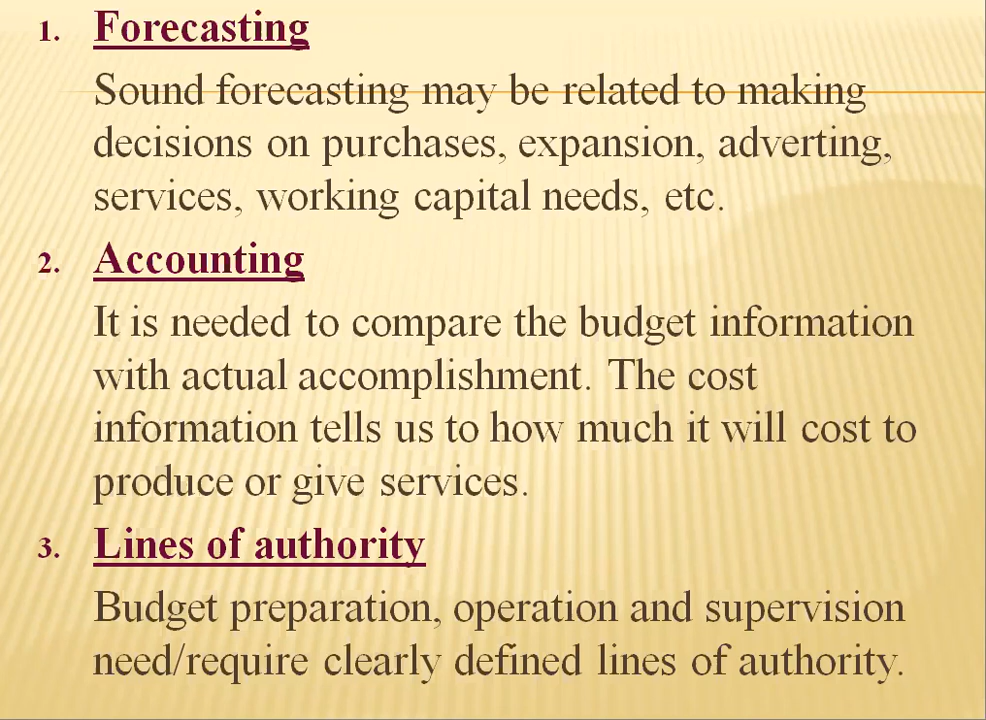 1. Forecasting
Sound forecasting may be related to making
decisions on purchases, expansion, adverting,
services, working capital needs, etc.
2. Accounting
It is needed to compare the budget information
with actual accomplishment. The cost
information tells us to how much it will cost to
produce or give services.
3. Lines of authority
Budget preparation, operation and supervision
need/require clearly defined lines of authority.